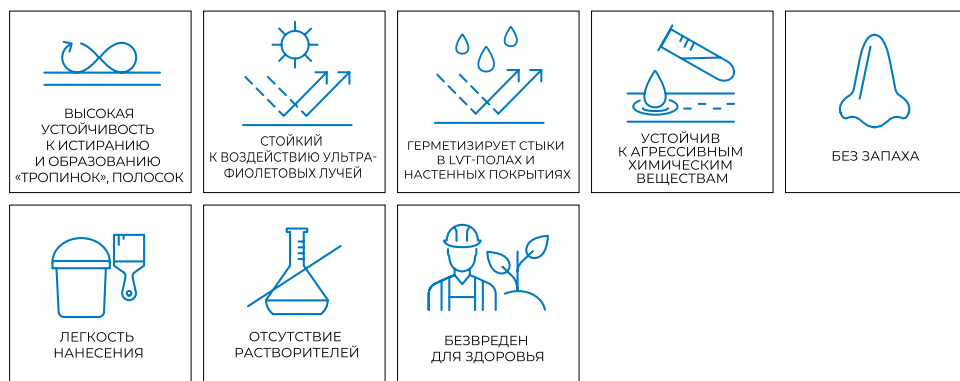 ВЫСОКАЯ
УСТОЙЧИВОСТЬ
К ИСТИРАНИЮ
И ОБРАЗОВАНИЮ
«ТРОПИНОК», ПОЛОСОК
СТОЙКИЙ
К ВОЗДЕЙСТВИЮ УЛЬТРА-
ФИОЛЕТОВЫХ ЛУЧЕЙ
ГЕРМЕТИЗИРУЕТ СТЫКИ
В LVT-ПОЛАХ И
НАСТЕННЫХ ПОКРЫТИЯХ
УСТОЙЧИВ
К АГРЕССИВНЫМ
ХИМИЧЕСКИМ
ВЕЩЕСТВАМ
БЕЗ ЗАПАХА
ЛЕГКОСТЬ
НАНЕСЕНИЯ
ОТСУТСТВИЕ
РАСТВОРИТЕЛЕЙ
БЕЗВРЕДЕН
ДЛЯ ЗДОРОВЬЯ